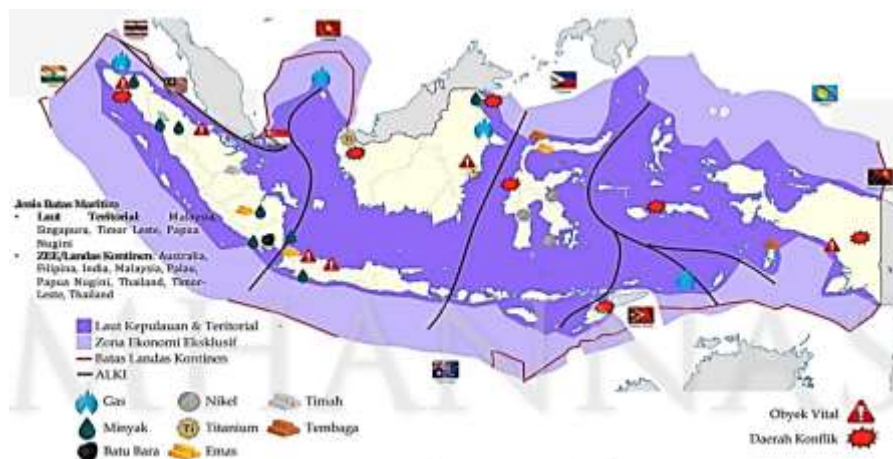 Jenis Batas Maritim
• Laut Teritorial: Malaysia,
Singapura, Timor Leste, Papua
Nugini
• ZEE/Landas Kontinen: Australia,
Filipina, India, Malaysia, Palau,
Papua Nugini, Thailand, Timor-
Leste, Thailand
Laut Kepulauan & Teritorial
Zona Ekonomi Eksklusif
Batas Landas Kontinen
ALKI
Gas
Nikel
Timah
Minyak
Ti
Titanium
Tembaga
Batu Bara
Emas
Obyek Vital
Daerah Konflik
MHANNAS